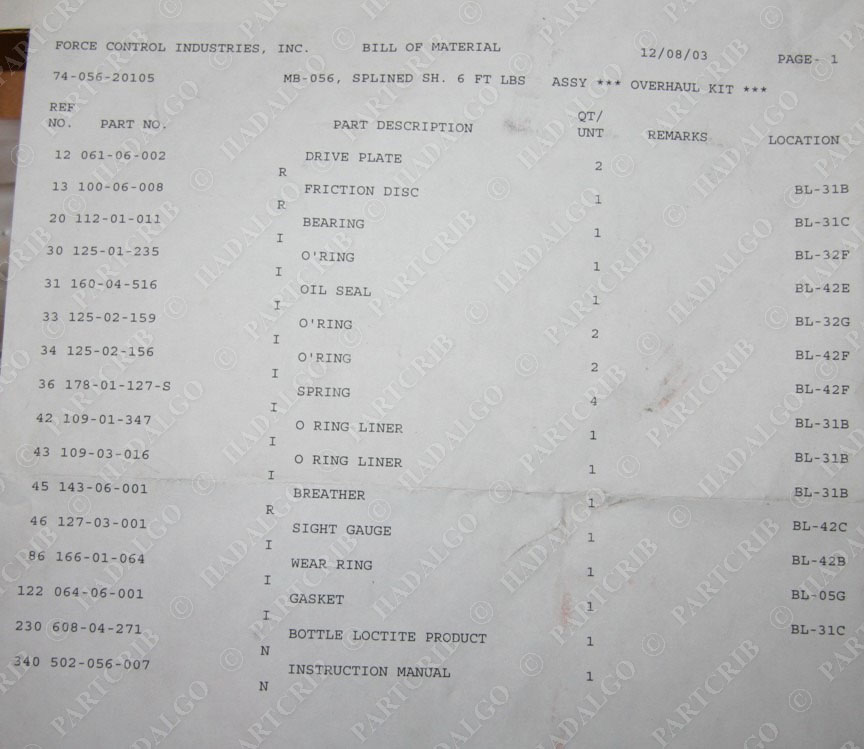 FORCE CONTROL INDUSTRIES, INC. BILL OF MATERIAL 12/08/03 PAGE- 1
74-056-20105 MB-056, SPLINED SH. 6 FT LBS ASSY *** OVERHAUL KIT ***
REF QT/
NO. PART NO. PART DESCRIPTION UNT REMARKS LOCATION
12 061-06-002 DRIVE PLATE 2
R BL-31B
13 100-06-008 FRICTION DISC 1
R BL-31C
20 112-01-011 BEARING 1
I BL-32F
30 125-01-235 O'RING 1
I BL-42E
31 160-04-516 OIL SEAL 1
I BL-32G
33 125-02-159 O'RING 2
I BL-42F
34 125-02-156 O'RING 2
I BL-42F
36 178-01-127-S SPRING 4
I BL-31B
42 109-01-347 O RING LINER 1
I BL-31B
43 109-03-016 O RING LINER 1
I BL-31B
45 143-06-001 BREATHER 1
R BL-42C
46 127-03-001 SIGHT GAUGE 1
I BL-42B
86 166-01-064 WEAR RING 1
I BL-05G
122 064-06-001 GASKET 1
I BL-31C
230 608-04-271 BOTTLE LOCTITE PRODUCT 1
N
340 502-056-007 INSTRUCTION MANUAL 1
N
© HADALGO © PARTCRIB